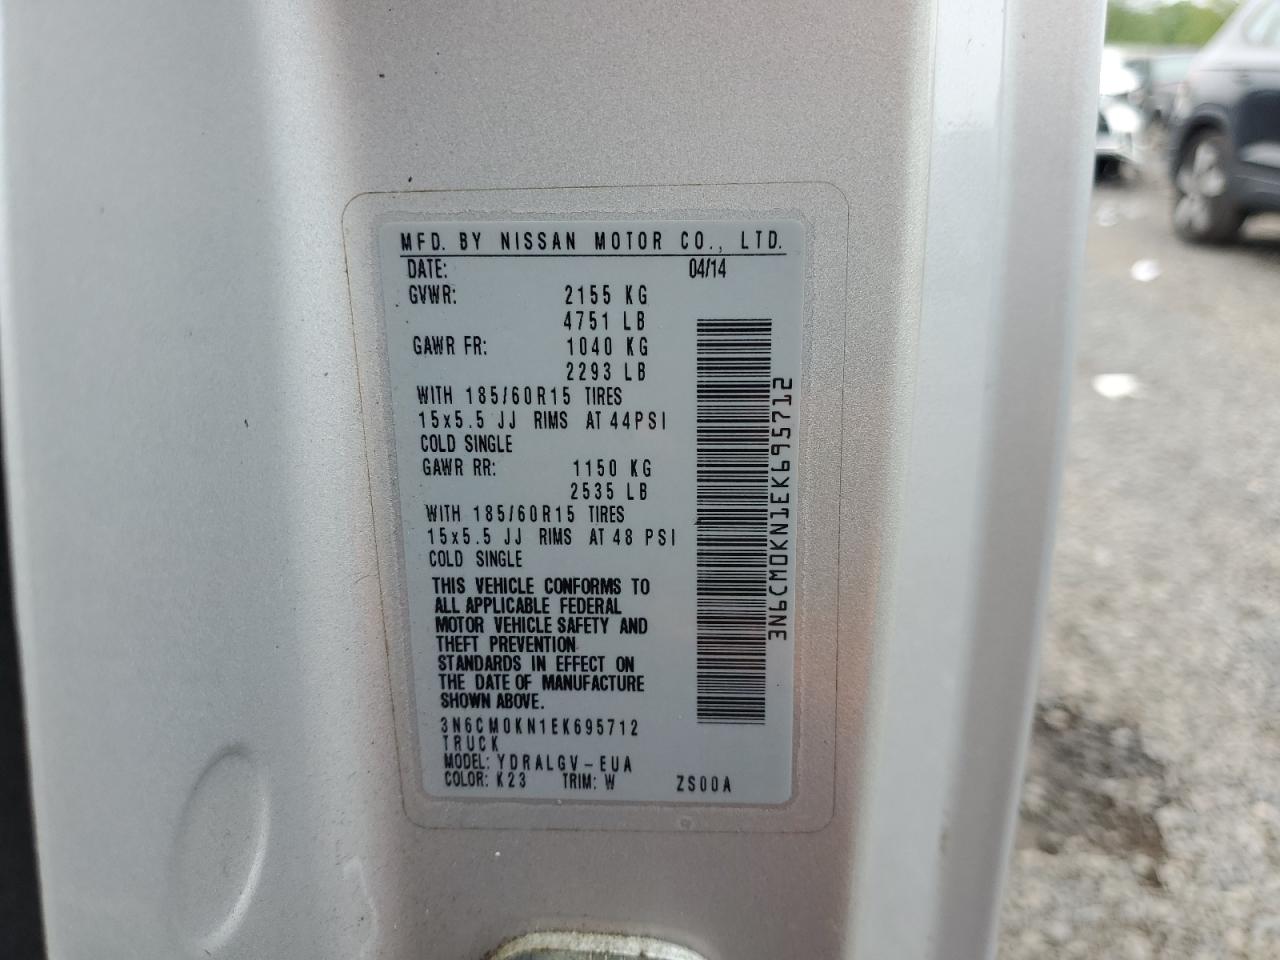 MFD. BY NISSAN MOTOR CO., LTD.
DATE: 04/14
GVWR: 2155 KG
4751 LB
GAWR FR: 1040 KG
2293 LB
WITH 185/60R15 TIRES
15x5.5 JJ RIMS AT 44PSI
COLD SINGLE
GAWR RR: 1150 KG
2535 LB
WITH 185/60R15 TIRES
15x5.5 JJ RIMS AT 48 PSI
COLD SINGLE
THIS VEHICLE CONFORMS TO
ALL APPLICABLE FEDERAL
MOTOR VEHICLE SAFETY AND
THEFT PREVENTION
STANDARDS IN EFFECT ON
THE DATE OF MANUFACTURE
SHOWN ABOVE.
3N6CM0KN1EK695712
TRUCK
MODEL: YDRALGV-EUA
COLOR: K23 TRIM: W ZS00A
3N6CM0KN1EK695712